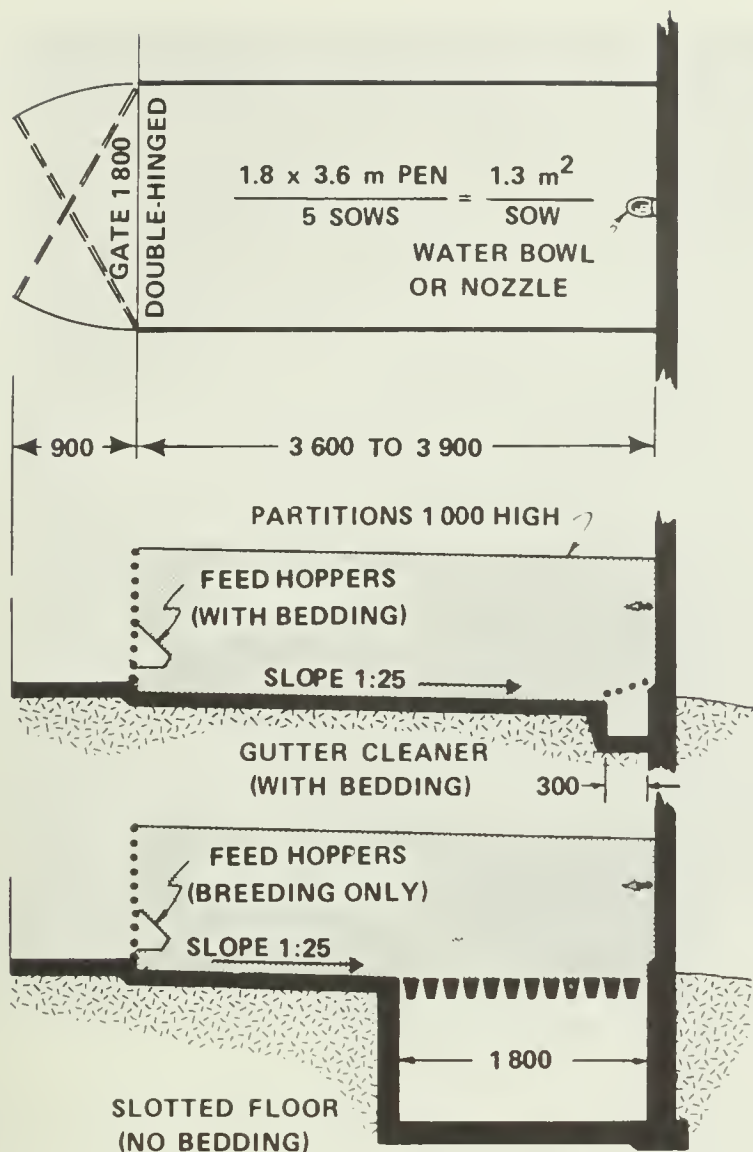 GATE 1 800
DOUBLE-HINGED
1.8 x 3.6 m PEN
5 SOWS
=
1.3 m²
SOW
WATER BOWL
OR NOZZLE
900
3 600 TO 3 900
PARTITIONS 1 000 HIGH
FEED HOPPERS
(WITH BEDDING)
SLOPE 1:25
GUTTER CLEANER
(WITH BEDDING)
300
FEED HOPPERS
(BREEDING ONLY)
SLOPE 1:25
1 800
SLOTTED FLOOR
(NO BEDDING)